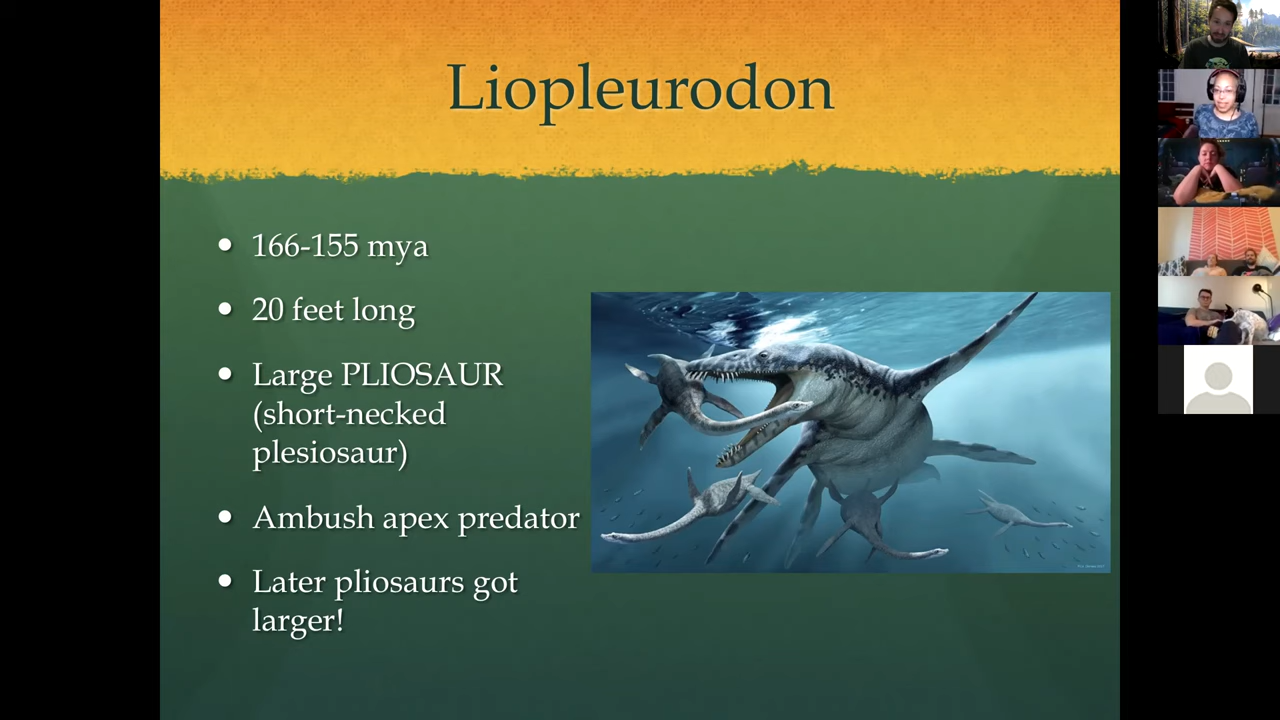 Liopleurodon
• 166-155 mya
• 20 feet long
• Large PLIOSAUR
(short-necked
plesiosaur)
• Ambush apex predator
• Later pliosaurs got
larger!